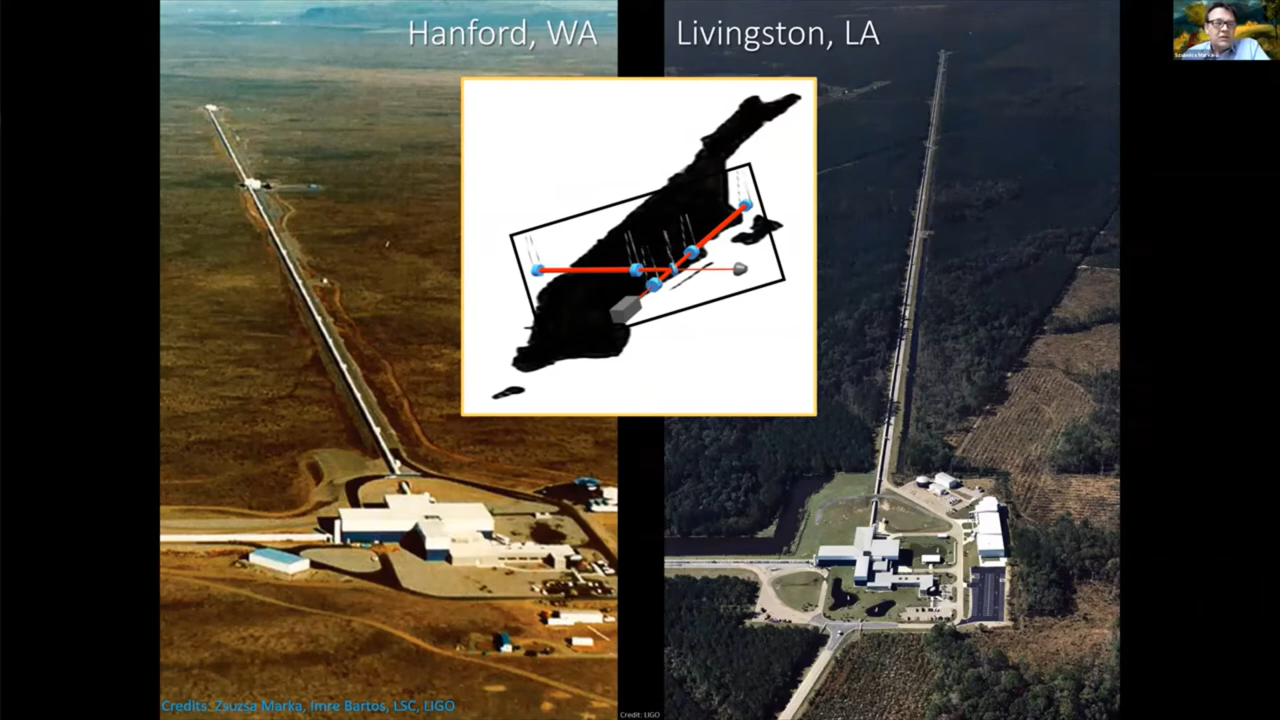 Hanford, WA
Livingston, LA
Credits: Zsuzsa Marka, Imre Bartos, LSC, LIGO
Credit: LIGO